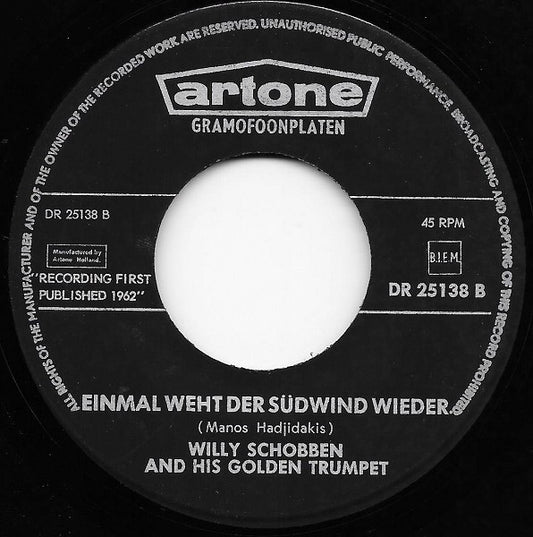 ALL RIGHTS OF THE MANUFACTURER AND OF THE OWNER OF THE RECORDED WORK ARE RESERVED. UNAUTHORISED PUBLIC PERFORMANCE, BROADCASTING AND COPYING OF THIS RECORD PROHIBITED
artone
GRAMOFOONPLATEN
DR 25138 B
45 RPM
Manufactured by
Artone Holland.
B.I.E.M.
"RECORDING FIRST
PUBLISHED 1962"
DR 25138 B
EINMAL WEHT DER SÜDWIND WIEDER
(Manos Hadjidakis)
WILLY SCHOBBEN
AND HIS GOLDEN TRUMPET